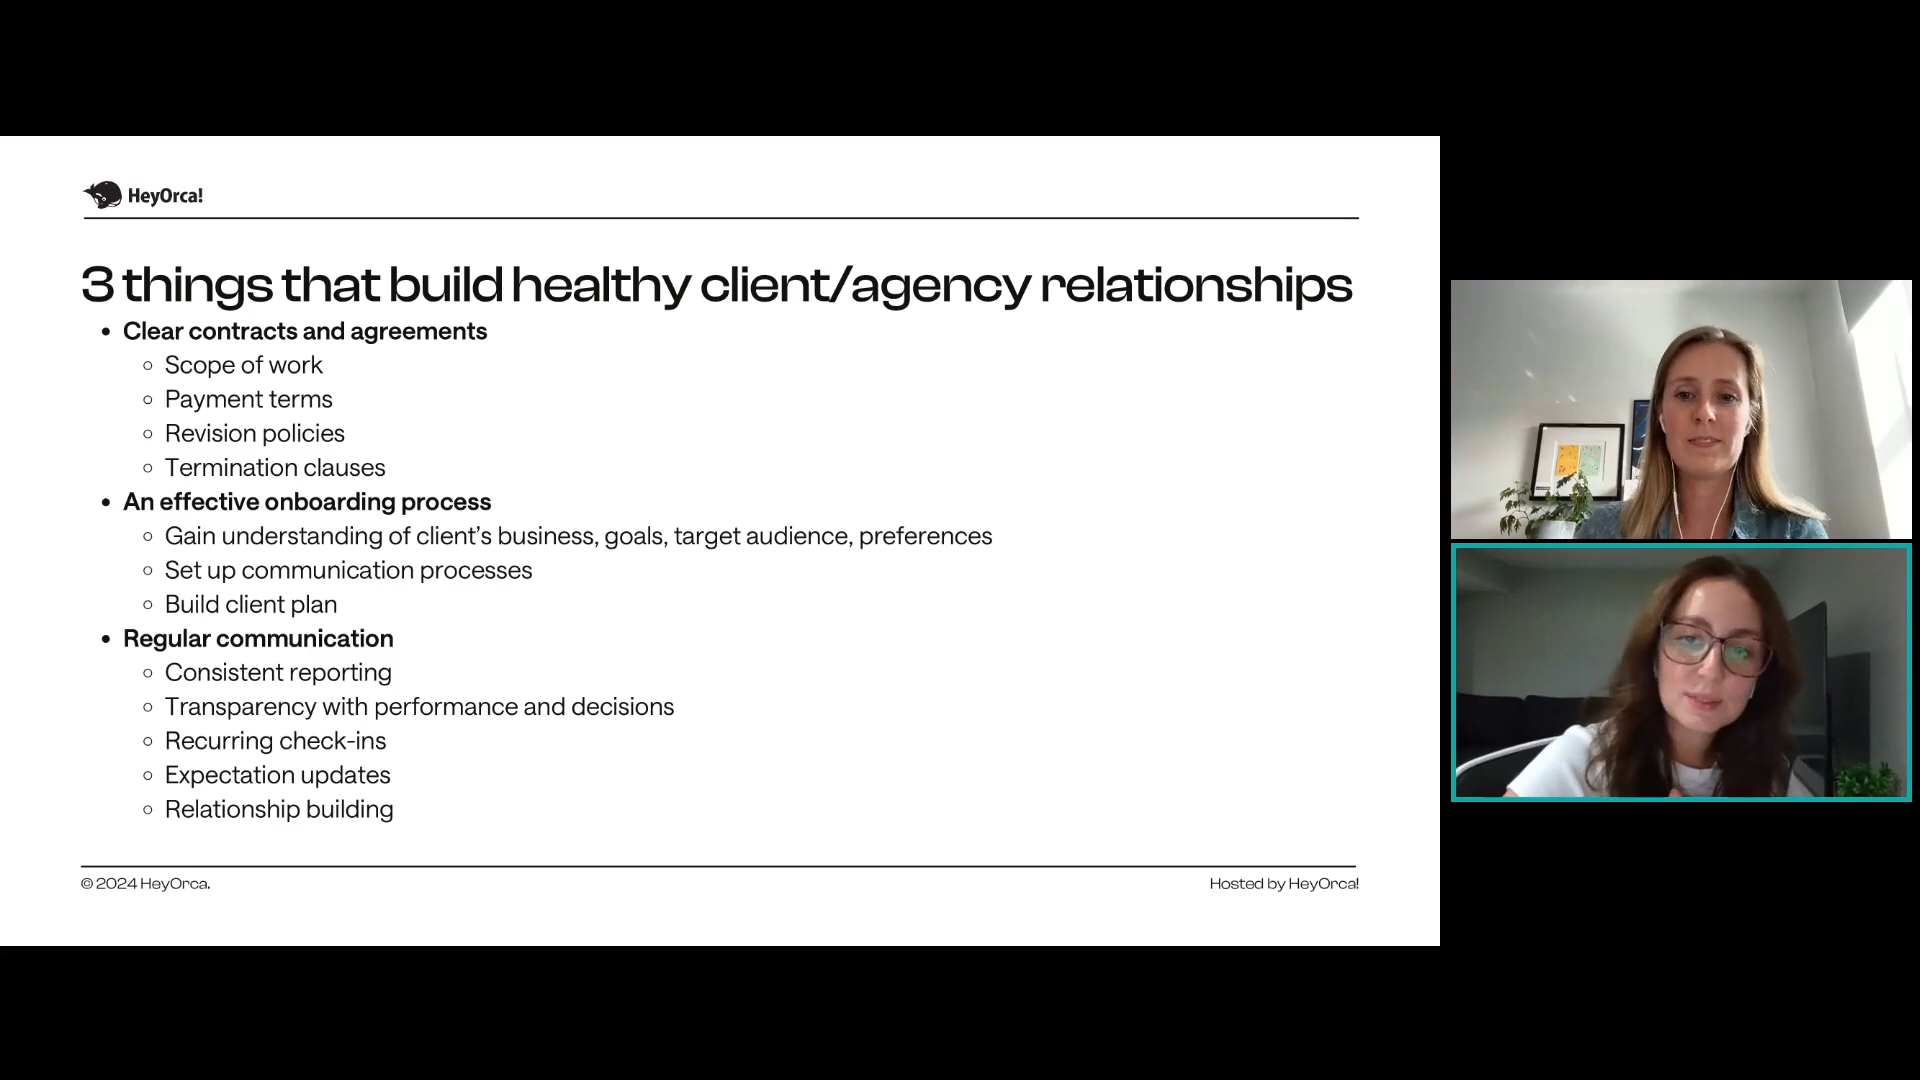 HeyOrca!
3 things that build healthy client/agency relationships
• Clear contracts and agreements
○ Scope of work
○ Payment terms
○ Revision policies
○ Termination clauses
• An effective onboarding process
○ Gain understanding of client’s business, goals, target audience, preferences
○ Set up communication processes
○ Build client plan
• Regular communication
○ Consistent reporting
○ Transparency with performance and decisions
○ Recurring check-ins
○ Expectation updates
○ Relationship building
© 2024 HeyOrca.
Hosted by HeyOrca!